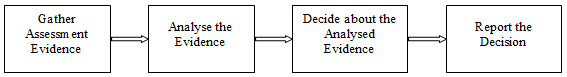 Gather
Assessment
Evidence
Analyse the
Evidence
Decide about the
Analysed
Evidence
Report the
Decision